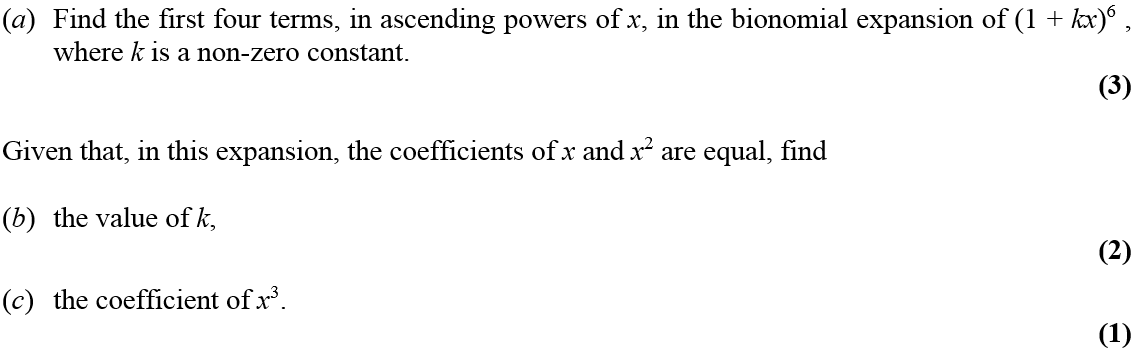 (a) Find the first four terms, in ascending powers of x, in the bionomial expansion of (1 + kx)⁶ ,
where k is a non-zero constant.
(3)
Given that, in this expansion, the coefficients of x and x² are equal, find
(b) the value of k,
(2)
(c) the coefficient of x³.
(1)